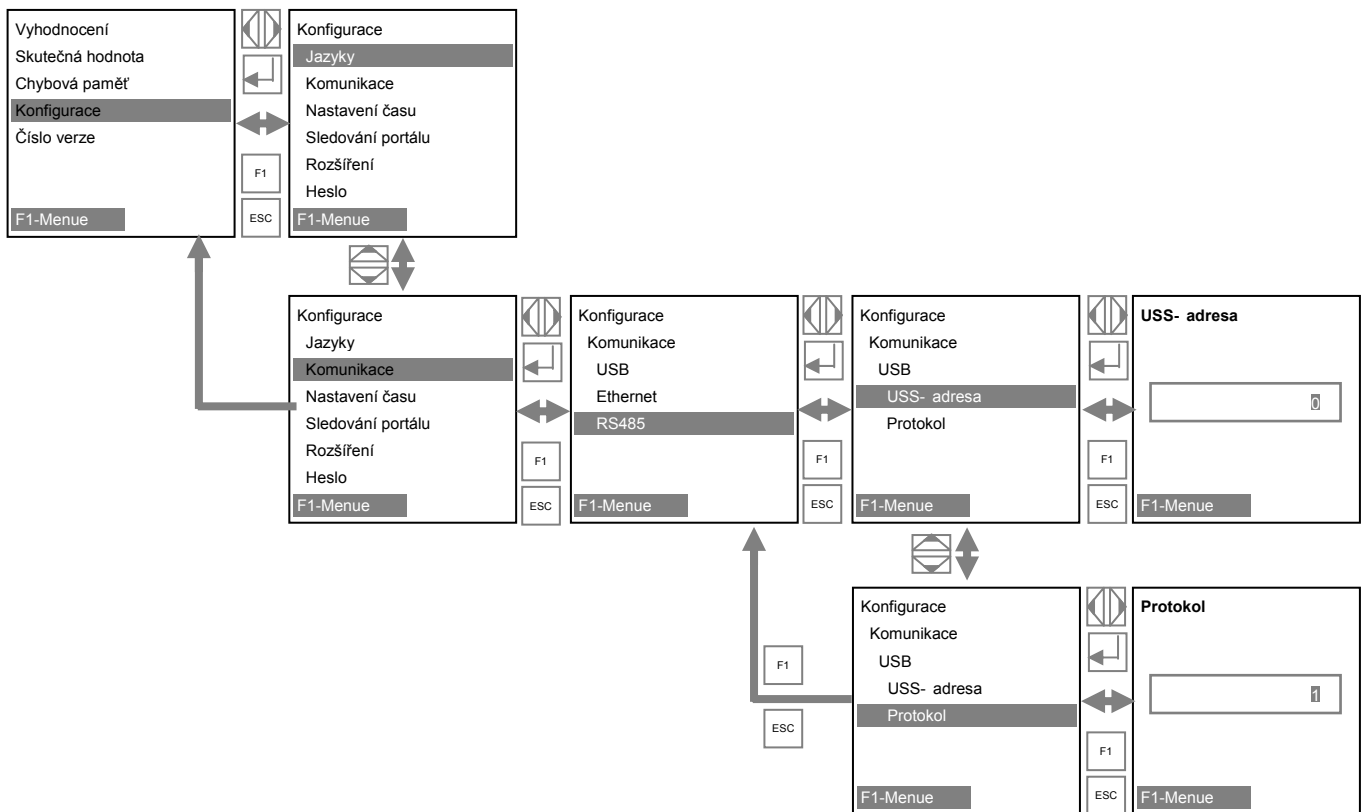 Vyhodnocení
Skutečná hodnota
Chybová paměť
Konfigurace
Číslo verze
F1-Menue
F1
ESC
Konfigurace
Jazyky
Komunikace
Nastavení času
Sledování portálu
Rozšíření
Heslo
F1-Menue
Konfigurace
Jazyky
Komunikace
Nastavení času
Sledování portálu
Rozšíření
Heslo
F1-Menue
F1
ESC
Konfigurace
Komunikace
USB
Ethernet
RS485
F1-Menue
F1
ESC
Konfigurace
Komunikace
USB
USS- adresa
Protokol
F1-Menue
F1
ESC
USS- adresa
0
F1-Menue
F1
ESC
Konfigurace
Komunikace
USB
USS- adresa
Protokol
F1-Menue
F1
ESC
Protokol
1
F1-Menue